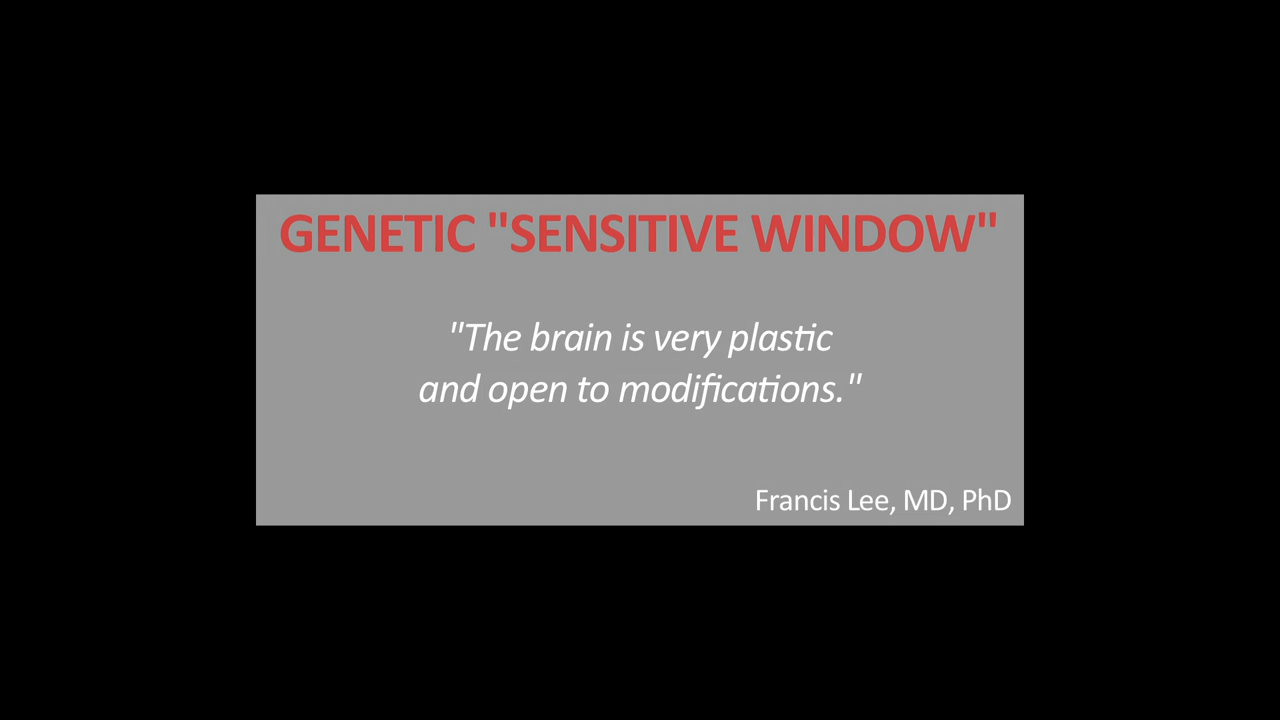 GENETIC "SENSITIVE WINDOW"
"The brain is very plastic
and open to modifications."
Francis Lee, MD, PhD